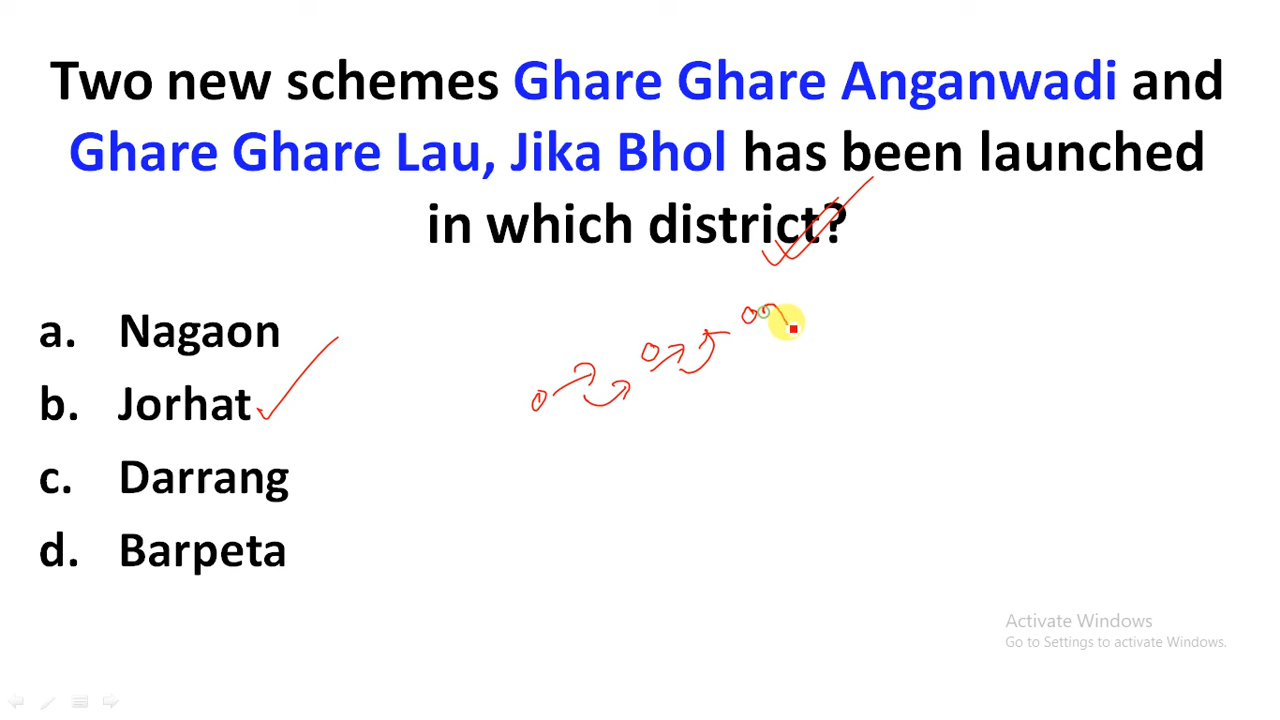 Two new schemes Ghare Ghare Anganwadi and
Ghare Ghare Lau, Jika Bhol has been launched
in which district?
a. Nagaon
b. Jorhat
c. Darrang
d. Barpeta
Activate Windows
Go to Settings to activate Windows.